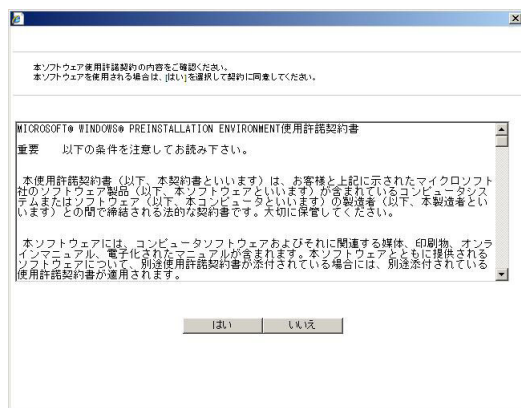 本ソフトウェア使用許諾契約の内容をご確認ください。
本ソフトウェアを使用される場合は、[はい]を選択して契約に同意してください。
MICROSOFT® WINDOWS® PREINSTALLATION ENVIRONMENT使用許諾契約書
重要　　以下の条件を注意してお読み下さい。
本使用許諾契約書（以下、本契約書といいます）は、お客様と上記に示されたマイクロソフト
社のソフトウェア製品（以下、本ソフトウェアといいます）が含まれているコンピュータシス
テムまたはソフトウェア（以下、本コンピュータといいます）の製造者（以下、本製造者とい
います）との間で締結される法的な契約書です。大切に保管してください。
本ソフトウェアには、コンピュータソフトウェアおよびそれに関連する媒体、印刷物、オンラ
インマニュアル、電子化されたマニュアルが含まれます。本ソフトウェアとともに提供される
ソフトウェアについて、別途使用許諾契約書が添付されている場合には、別途添付されている
使用許諾契約書が適用されます。
はい　いいえ